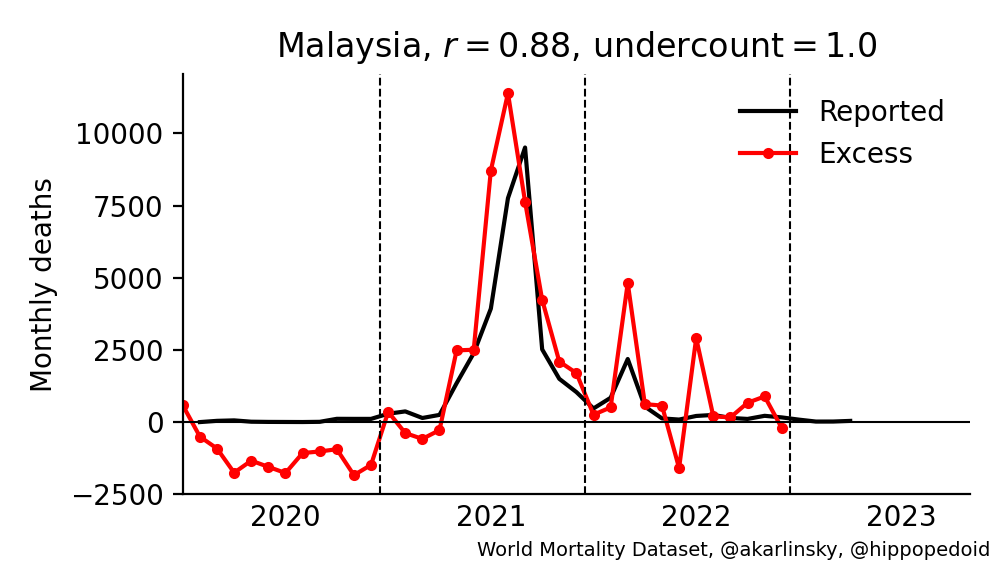 Malaysia, r = 0.88, undercount = 1.0
Reported
Excess
Monthly deaths
10000
7500
5000
2500
0
−2500
2020 2021 2022 2023
World Mortality Dataset, @akarlinsky, @hippopedoid